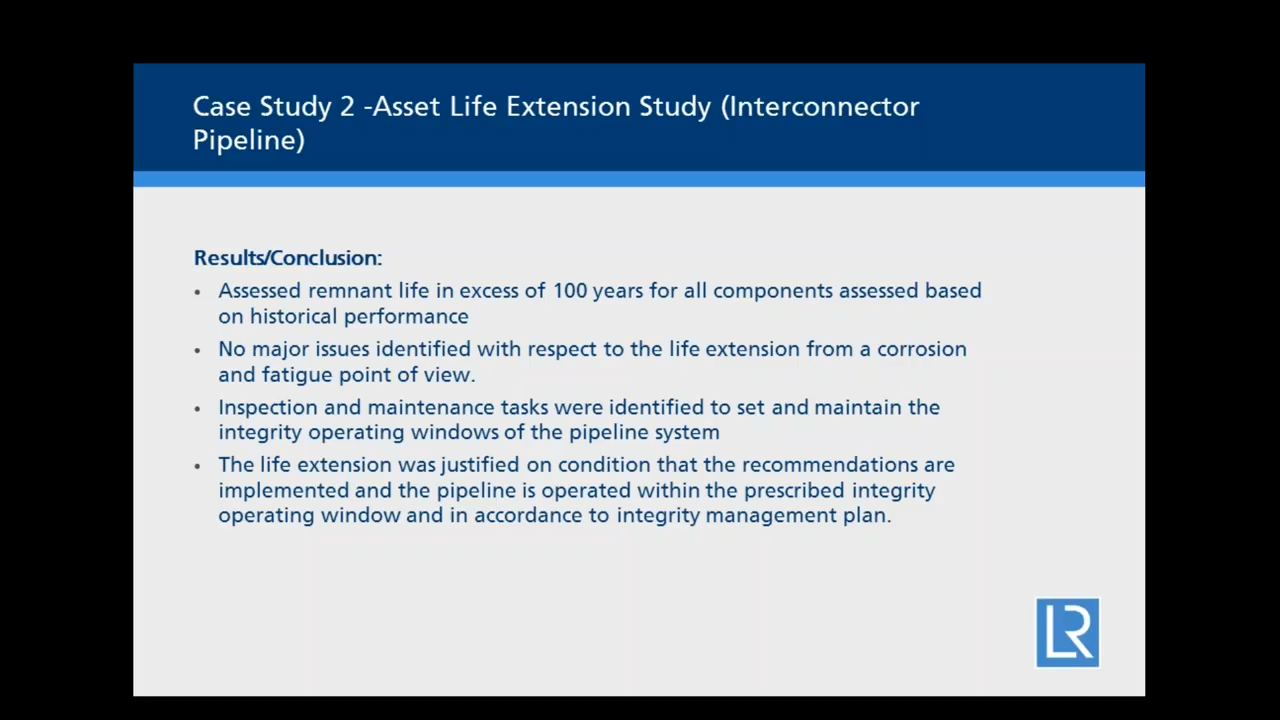 Case Study 2 -Asset Life Extension Study (Interconnector
Pipeline)
Results/Conclusion:
• Assessed remnant life in excess of 100 years for all components assessed based
on historical performance
• No major issues identified with respect to the life extension from a corrosion
and fatigue point of view.
• Inspection and maintenance tasks were identified to set and maintain the
integrity operating windows of the pipeline system
• The life extension was justified on condition that the recommendations are
implemented and the pipeline is operated within the prescribed integrity
operating window and in accordance to integrity management plan.
LR